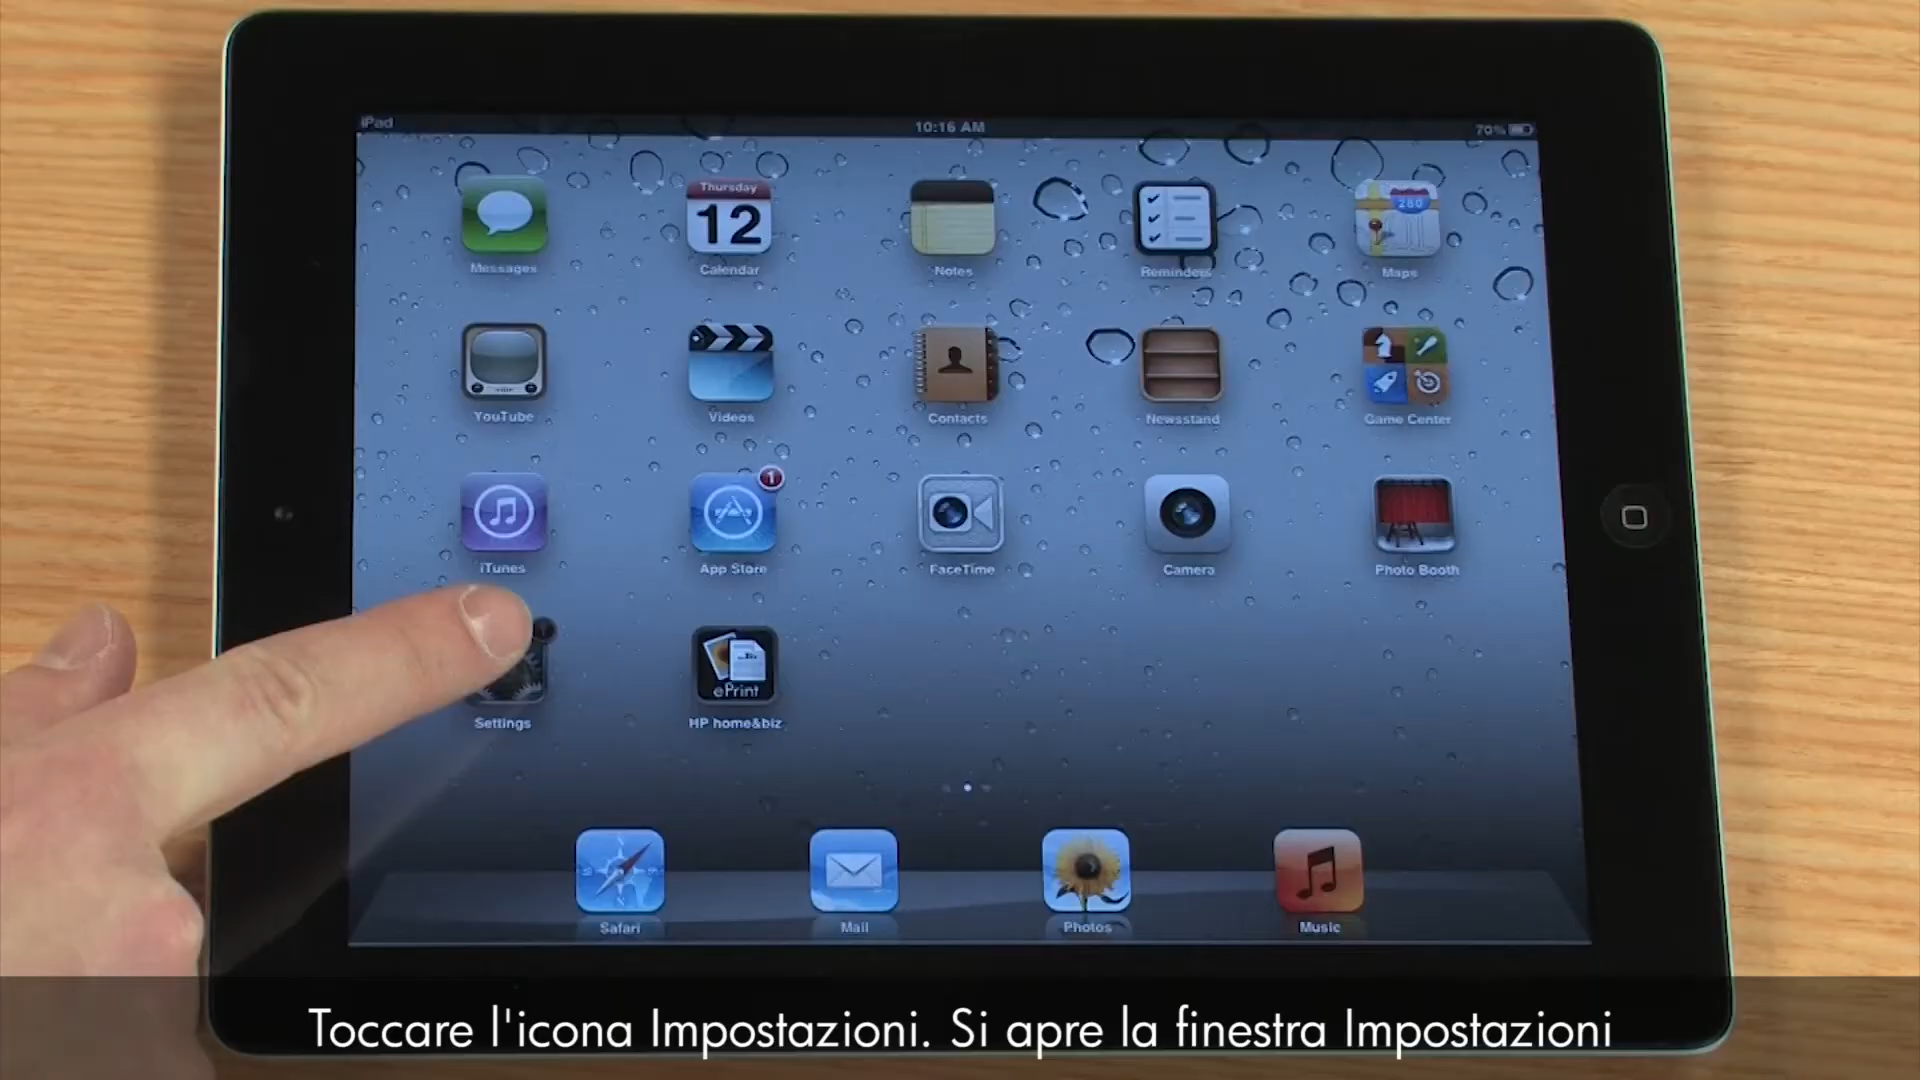 iPad 10:16 AM 70%
Thursday
12
280
Messages Calendar Notes Reminders Maps
YouTube Videos Contacts Newsstand Game Center
1
iTunes App Store FaceTime Camera Photo Booth
ePrint
Settings HP home&biz
Safari Mail Photos Music
Toccare l'icona Impostazioni. Si apre la finestra Impostazioni